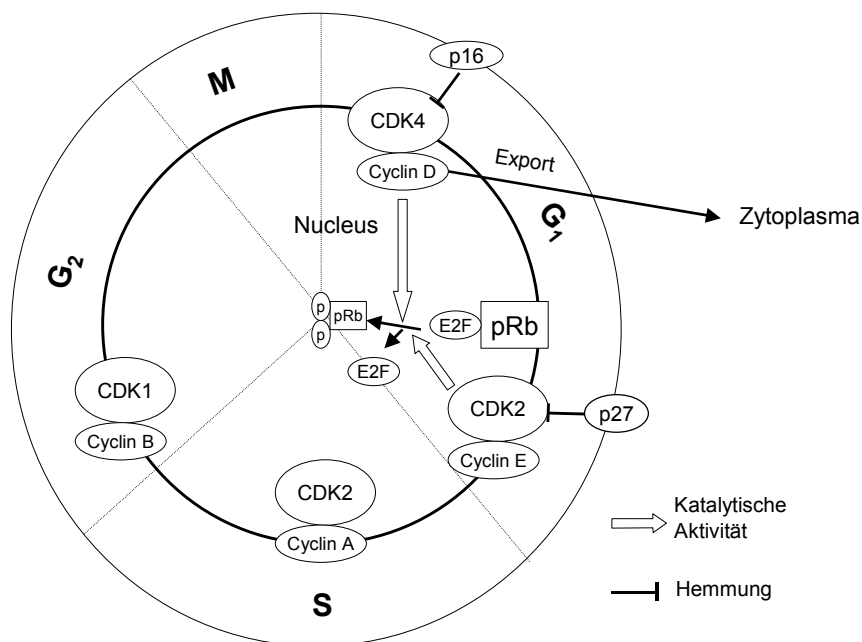 p16
M
CDK4
Cyclin D
Export
G1
Zytoplasma
Nucleus
G2
p
p
pRb
E2F
pRb
E2F
CDK1
Cyclin B
CDK2
Cyclin E
p27
CDK2
Cyclin A
S
Katalytische
Aktivität
Hemmung